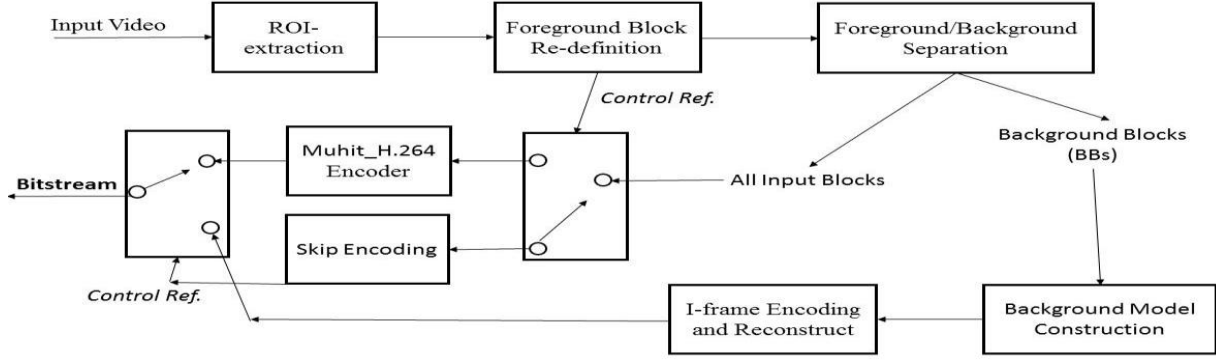 Input Video
ROI-
extraction
Foreground Block
Re-definition
Foreground/Background
Separation
Control Ref.
Background Blocks
(BBs)
Muhit_H.264
Encoder
Bitstream
All Input Blocks
Skip Encoding
Control Ref.
I-frame Encoding
and Reconstruct
Background Model
Construction